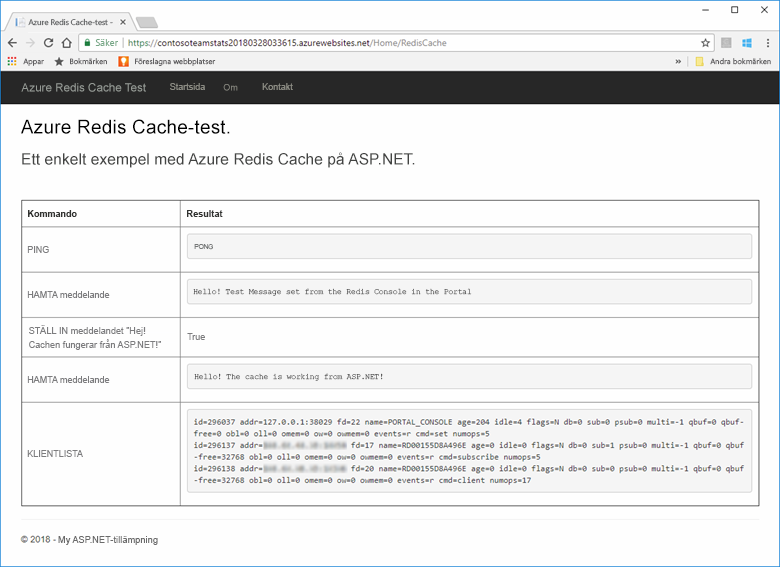 Azure Redis Cache-test -
Säker https://contosoteamstats20180328033615.azurewebsites.net/Home/RedisCache
Appar Bokmärken Föreslagna webbplatser » Andra bokmärken
Azure Redis Cache Test Startsida Om Kontakt
Azure Redis Cache-test.
Ett enkelt exempel med Azure Redis Cache på ASP.NET.
Kommando Resultat
PING PONG
HAMTA meddelande Hello! Test Message set from the Redis Console in the Portal
STÄLL IN meddelandet "Hej!
Cachen fungerar från ASP.NET!" True
HAMTA meddelande Hello! The cache is working from ASP.NET!
KLIENTLISTA
id=296037 addr=127.0.0.1:38029 fd=22 name=PORTAL_CONSOLE age=204 idle=4 flags=N db=0 sub=0 psub=0 multi=-1 qbuf=0 qbuf-
free=0 obl=0 oll=0 omem=0 ow=0 owmem=0 events=r cmd=set numops=5
id=296137 addr= fd=17 name=RD00155D8A496E age=0 idle=0 flags=N db=0 sub=1 psub=0 multi=-1 qbuf=0 qbuf
-free=32768 obl=0 oll=0 omem=0 ow=0 owmem=0 events=r cmd=subscribe numops=5
id=296138 addr= fd=20 name=RD00155D8A496E age=0 idle=0 flags=N db=0 sub=0 psub=0 multi=-1 qbuf=0 qbuf
-free=32768 obl=0 oll=0 omem=0 ow=0 owmem=0 events=r cmd=client numops=17
© 2018 - My ASP.NET-tillämpning